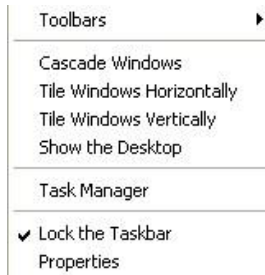 Toolbars
Cascade Windows
Tile Windows Horizontally
Tile Windows Vertically
Show the Desktop
Task Manager
Lock the Taskbar
Properties